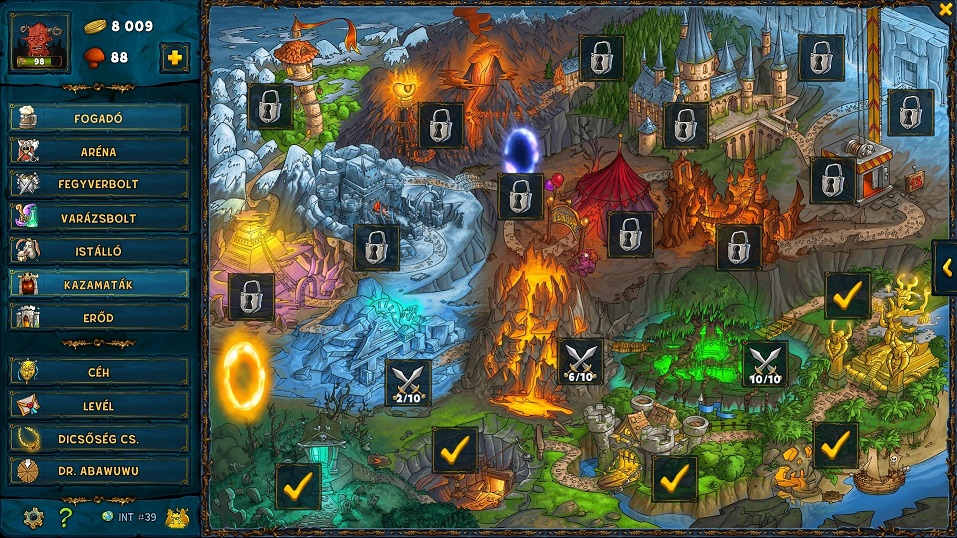 8 009
88
98
FOGADÓ
ARÉNA
FEGYVERBOLT
VARÁZSBOLT
ISTÁLLÓ
KAZAMATÁK
ERŐD
CÉH
LEVÉL
DICSŐSÉG CS.
DR. ABAWUWU
INT #39
13
2/10
6/10
10/10